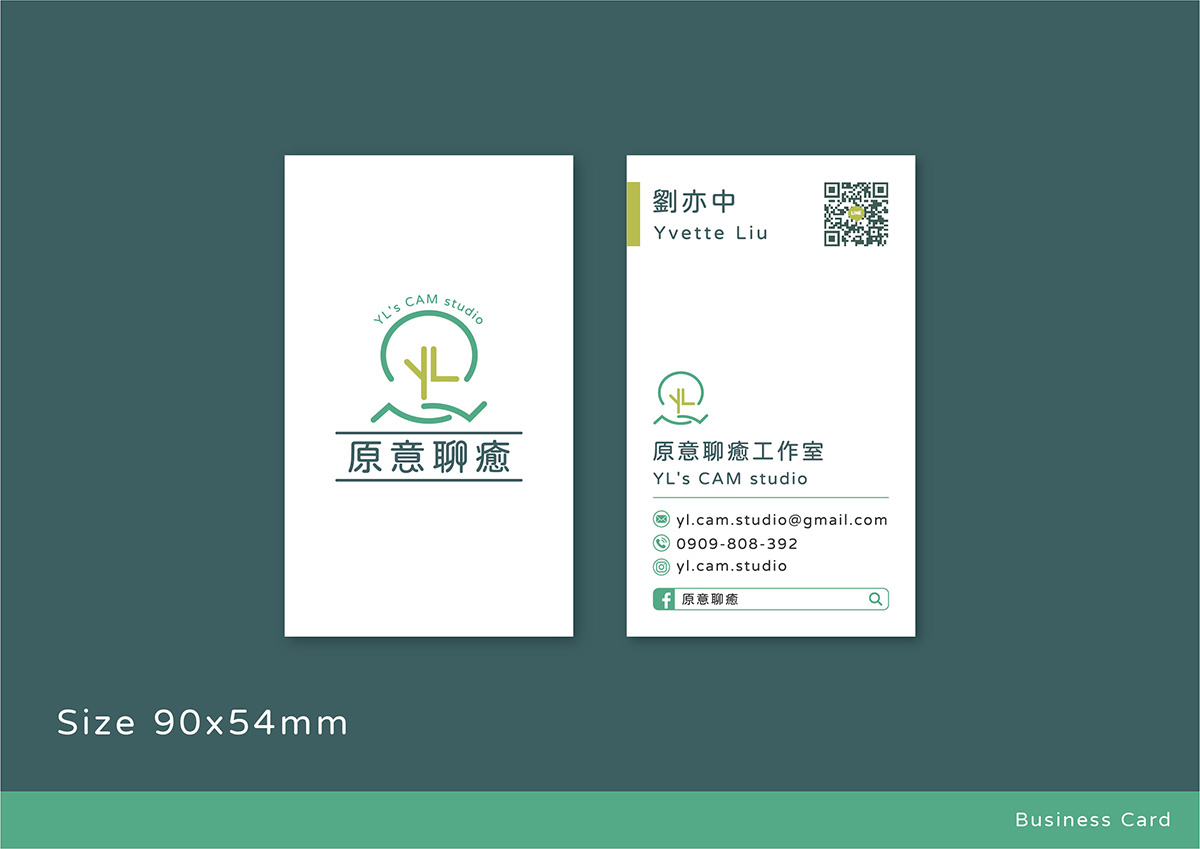 YL's CAM studio
YL
原意聊癒
劉亦中
Yvette Liu
LINE
YL
原意聊癒工作室
YL's CAM studio
yl.cam.studio@gmail.com
0909-808-392
yl.cam.studio
f 原意聊癒
Size 90x54mm
Business Card